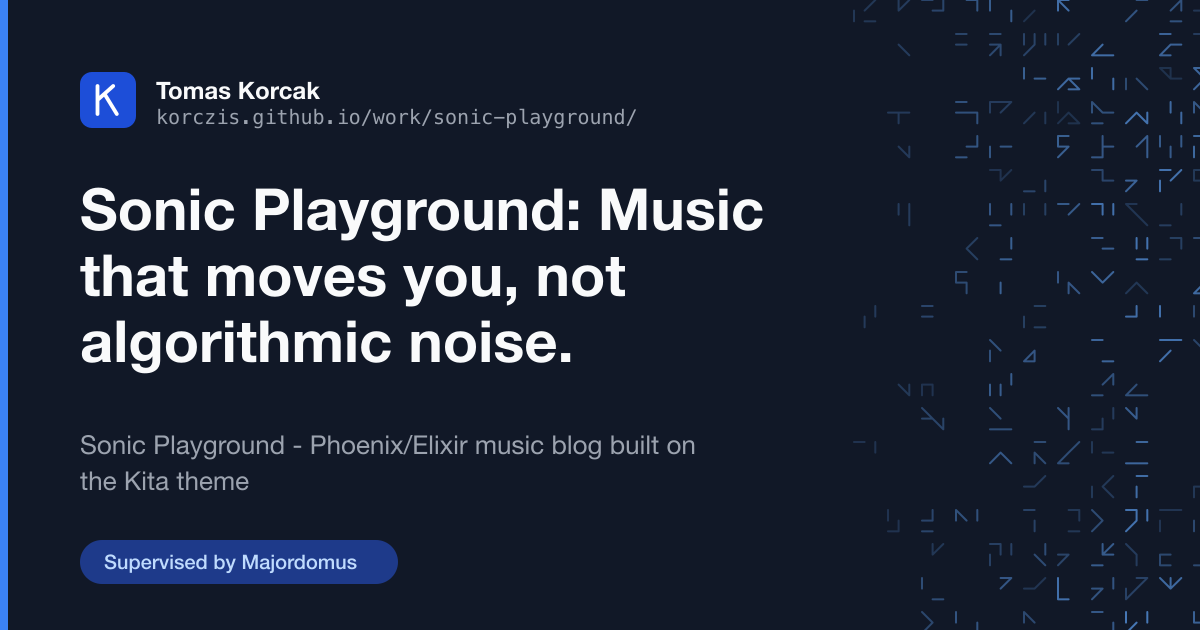 K
Tomas Korcak
korczis.github.io/work/sonic-playground/
Sonic Playground: Music
that moves you, not
algorithmic noise.
Sonic Playground - Phoenix/Elixir music blog built on
the Kita theme
Supervised by Majordomus